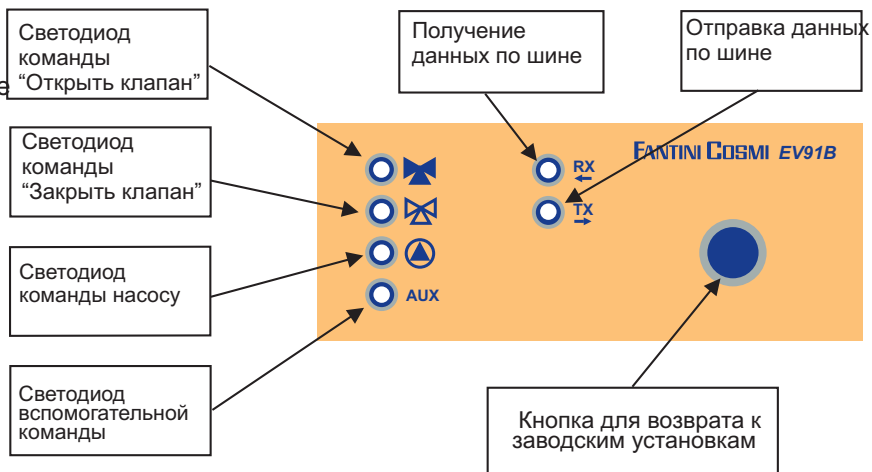 Светодиод
команды
“Открыть клапан”
е
Получение
данных по шине
Отправка данных
по шине
Светодиод
команды
“Закрыть клапан”
RX
TX
FANTINI COSMI EV91B
Светодиод
команды насосу
AUX
Светодиод
вспомогательной
команды
Кнопка для возврата к
заводским установкам